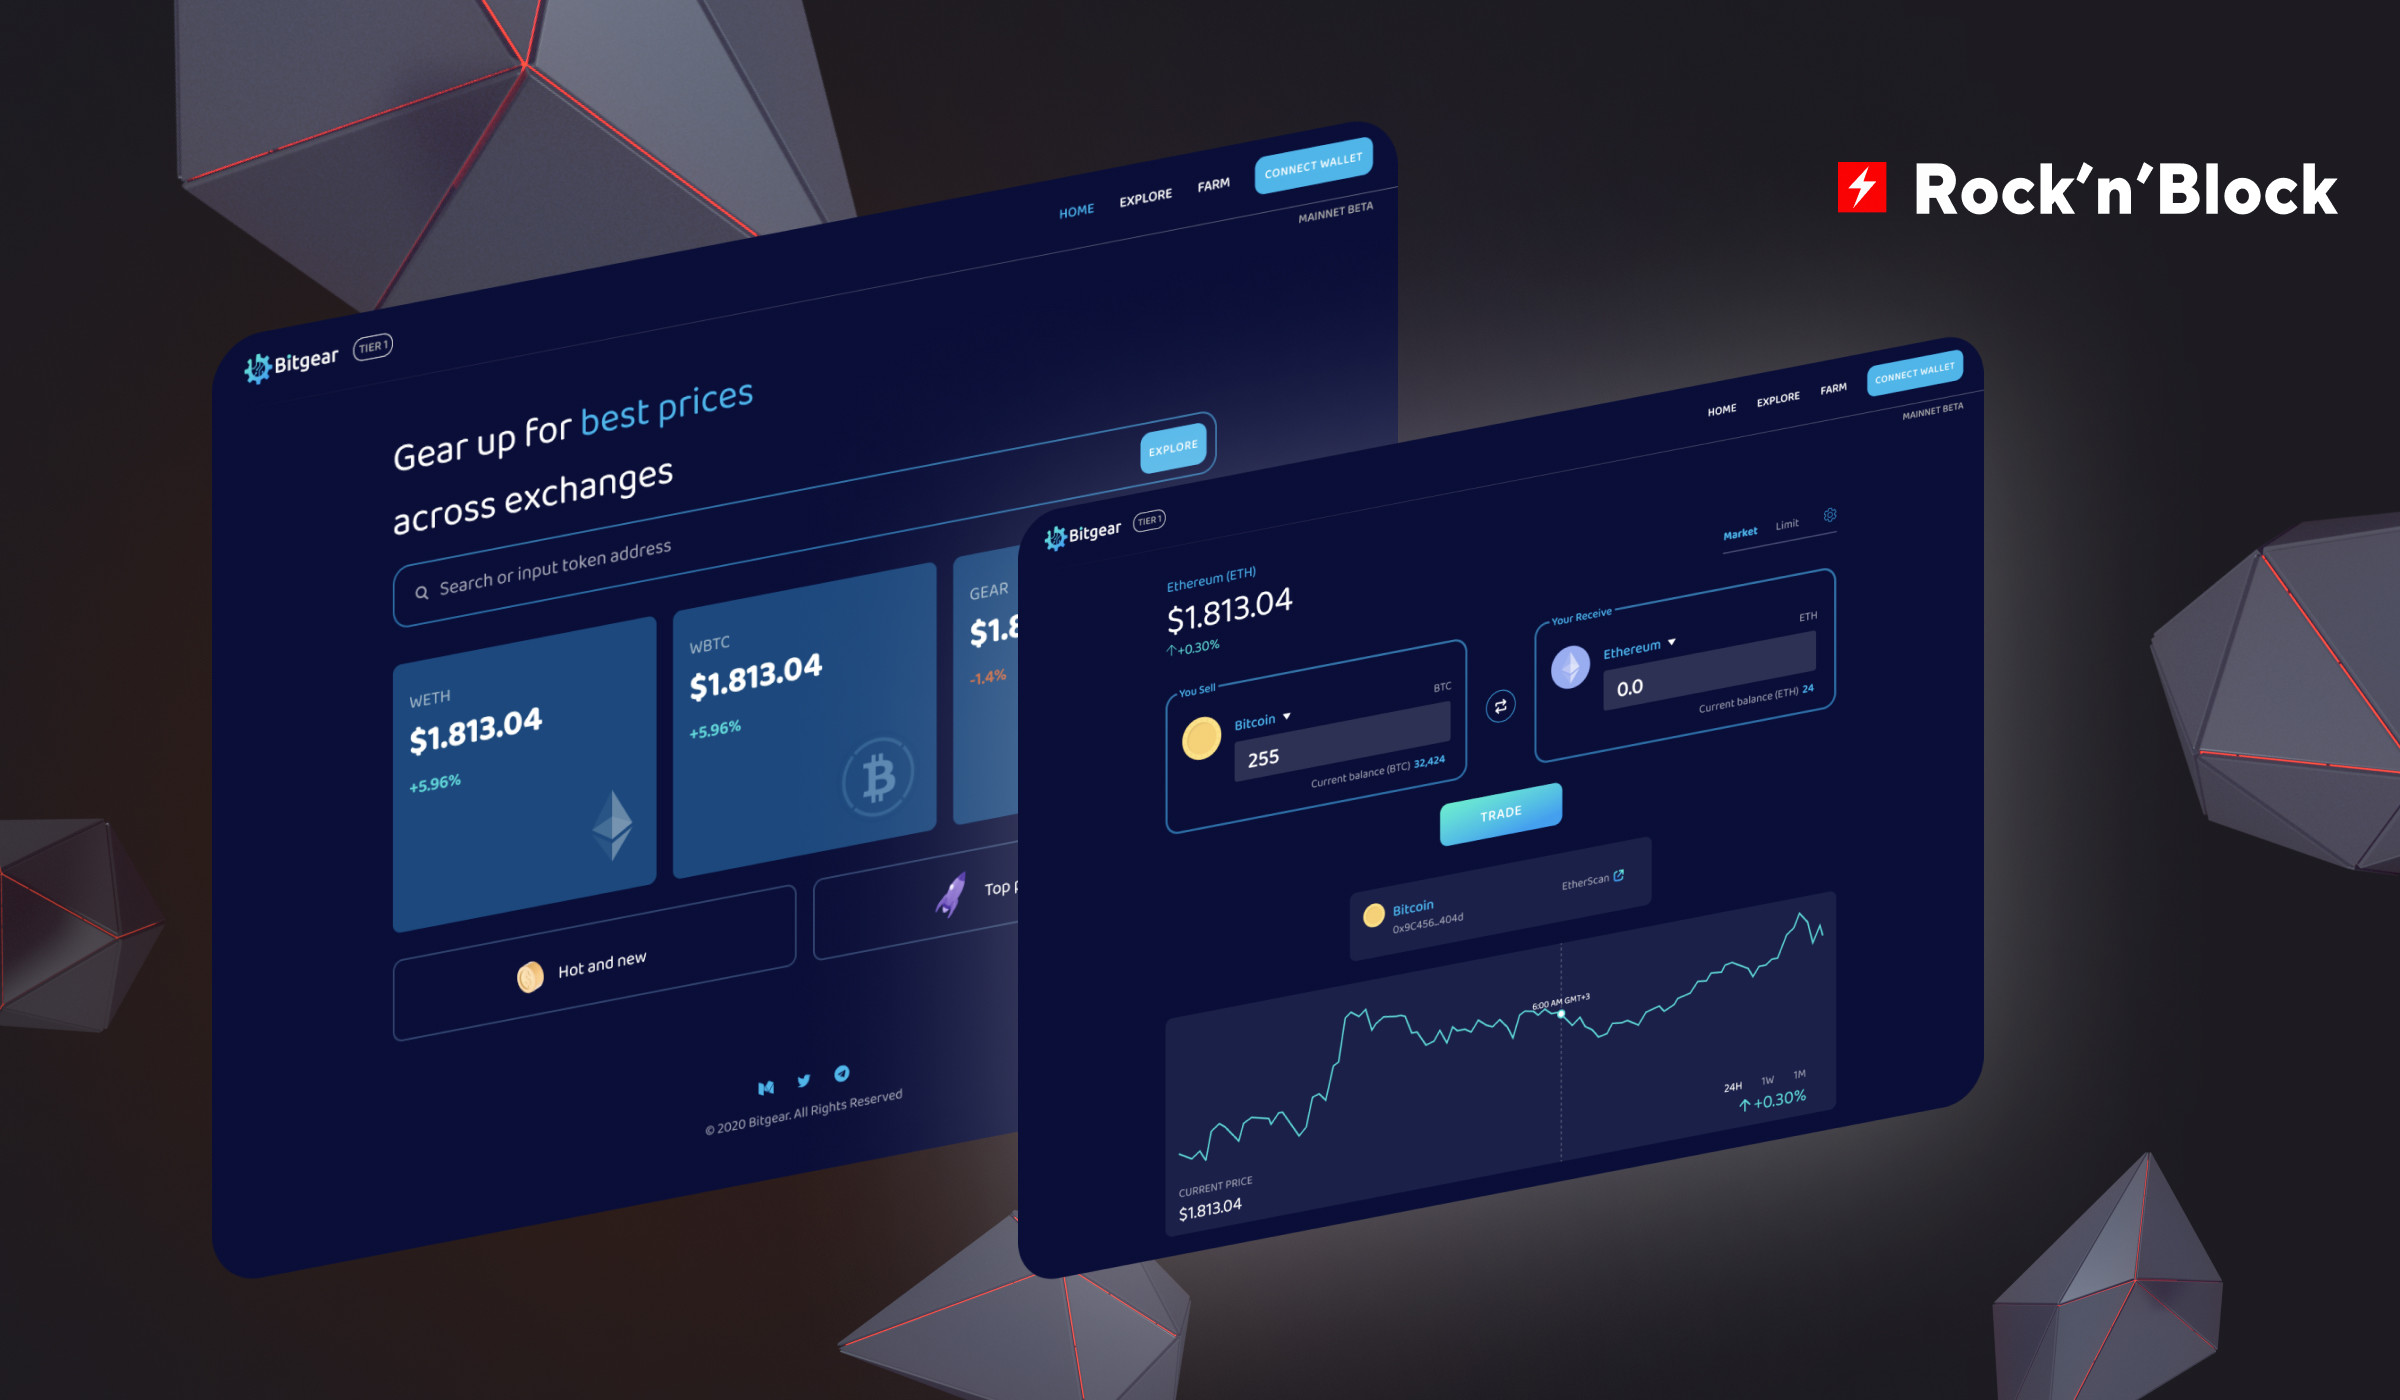 Rock'n'Block
HOME
EXPLORE
FARM
CONNECT WALLET
MAINNET BETA
Bitgear
TIER 1
Gear up for best prices
across exchanges
Search or input token address
EXPLORE
WETH
$1.813.04
+5.96%
WBTC
$1.813.04
+5.96%
GEAR
$1.8
-1.4%
Hot and new
Top
© 2020 Bitgear. All Rights Reserved
HOME
EXPLORE
FARM
CONNECT WALLET
MAINNET BETA
Bitgear
TIER 1
Market
Limit
Ethereum (ETH)
$1.813.04
+0.30%
You Sell
BTC
Bitcoin
255
Current balance (BTC) 32,424
Your Receive
ETH
Ethereum
0.0
Current balance (ETH) 24
TRADE
Bitcoin
0x9C456...404d
EtherScan
6:00 AM GMT+3
24H
1W
1M
+0.30%
CURRENT PRICE
$1.813.04